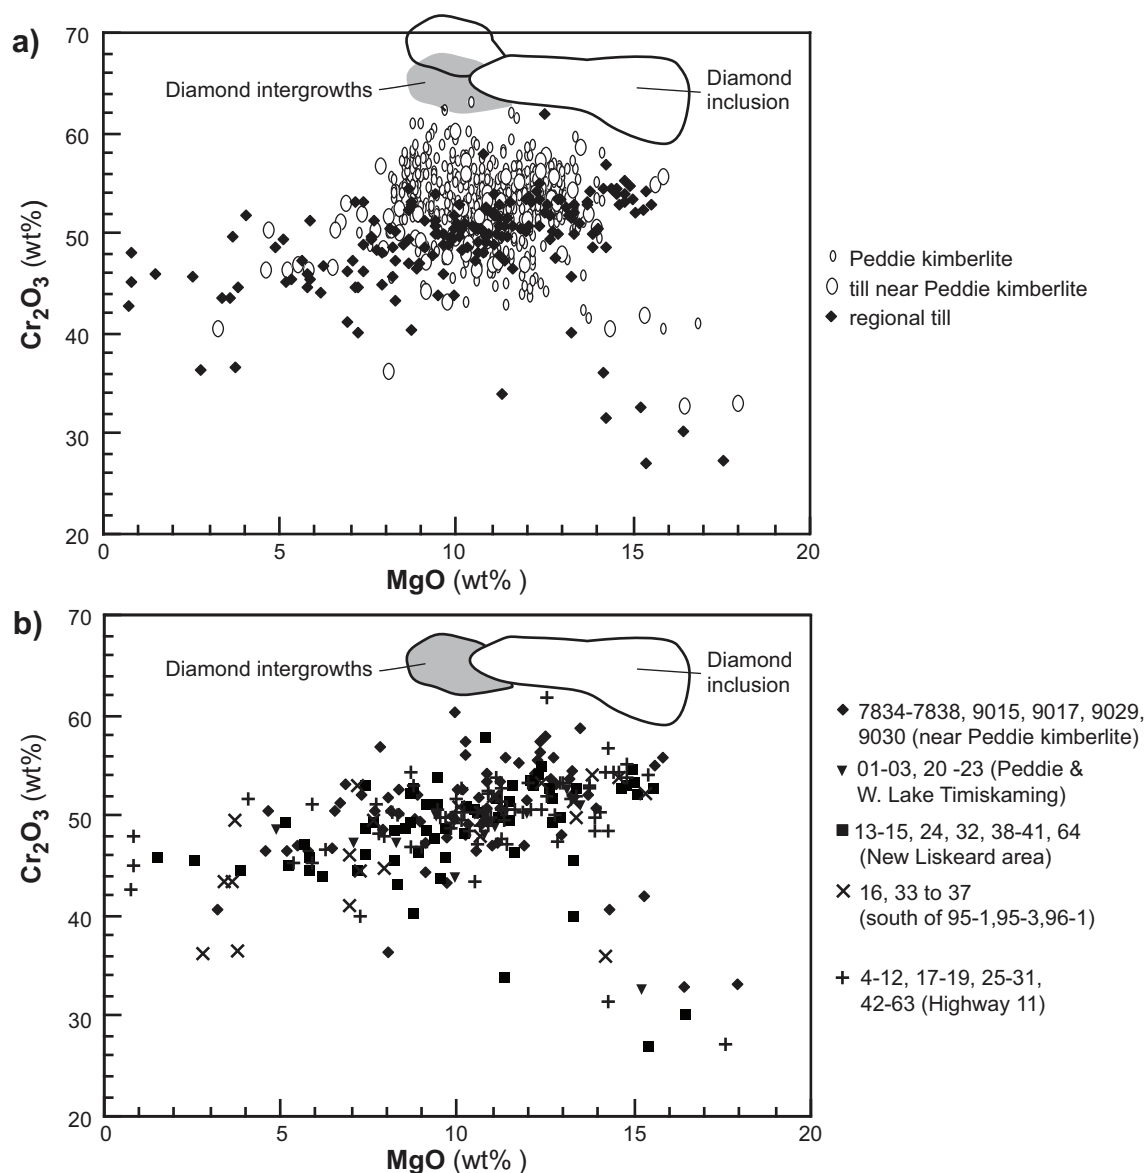 a)
70
60
50
40
30
20
Cr2O3 (wt%)
Diamond intergrowths
Diamond
inclusion
0 5 10 15 20
MgO (wt% )
Peddie kimberlite
till near Peddie kimberlite
regional till
b)
70
60
50
40
30
20
Cr2O3 (wt%)
Diamond intergrowths
Diamond
inclusion
0 5 10 15 20
MgO (wt% )
7834-7838, 9015, 9017, 9029,
9030 (near Peddie kimberlite)
01-03, 20 -23 (Peddie &
W. Lake Timiskaming)
13-15, 24, 32, 38-41, 64
(New Liskeard area)
16, 33 to 37
(south of 95-1,95-3,96-1)
4-12, 17-19, 25-31,
42-63 (Highway 11)